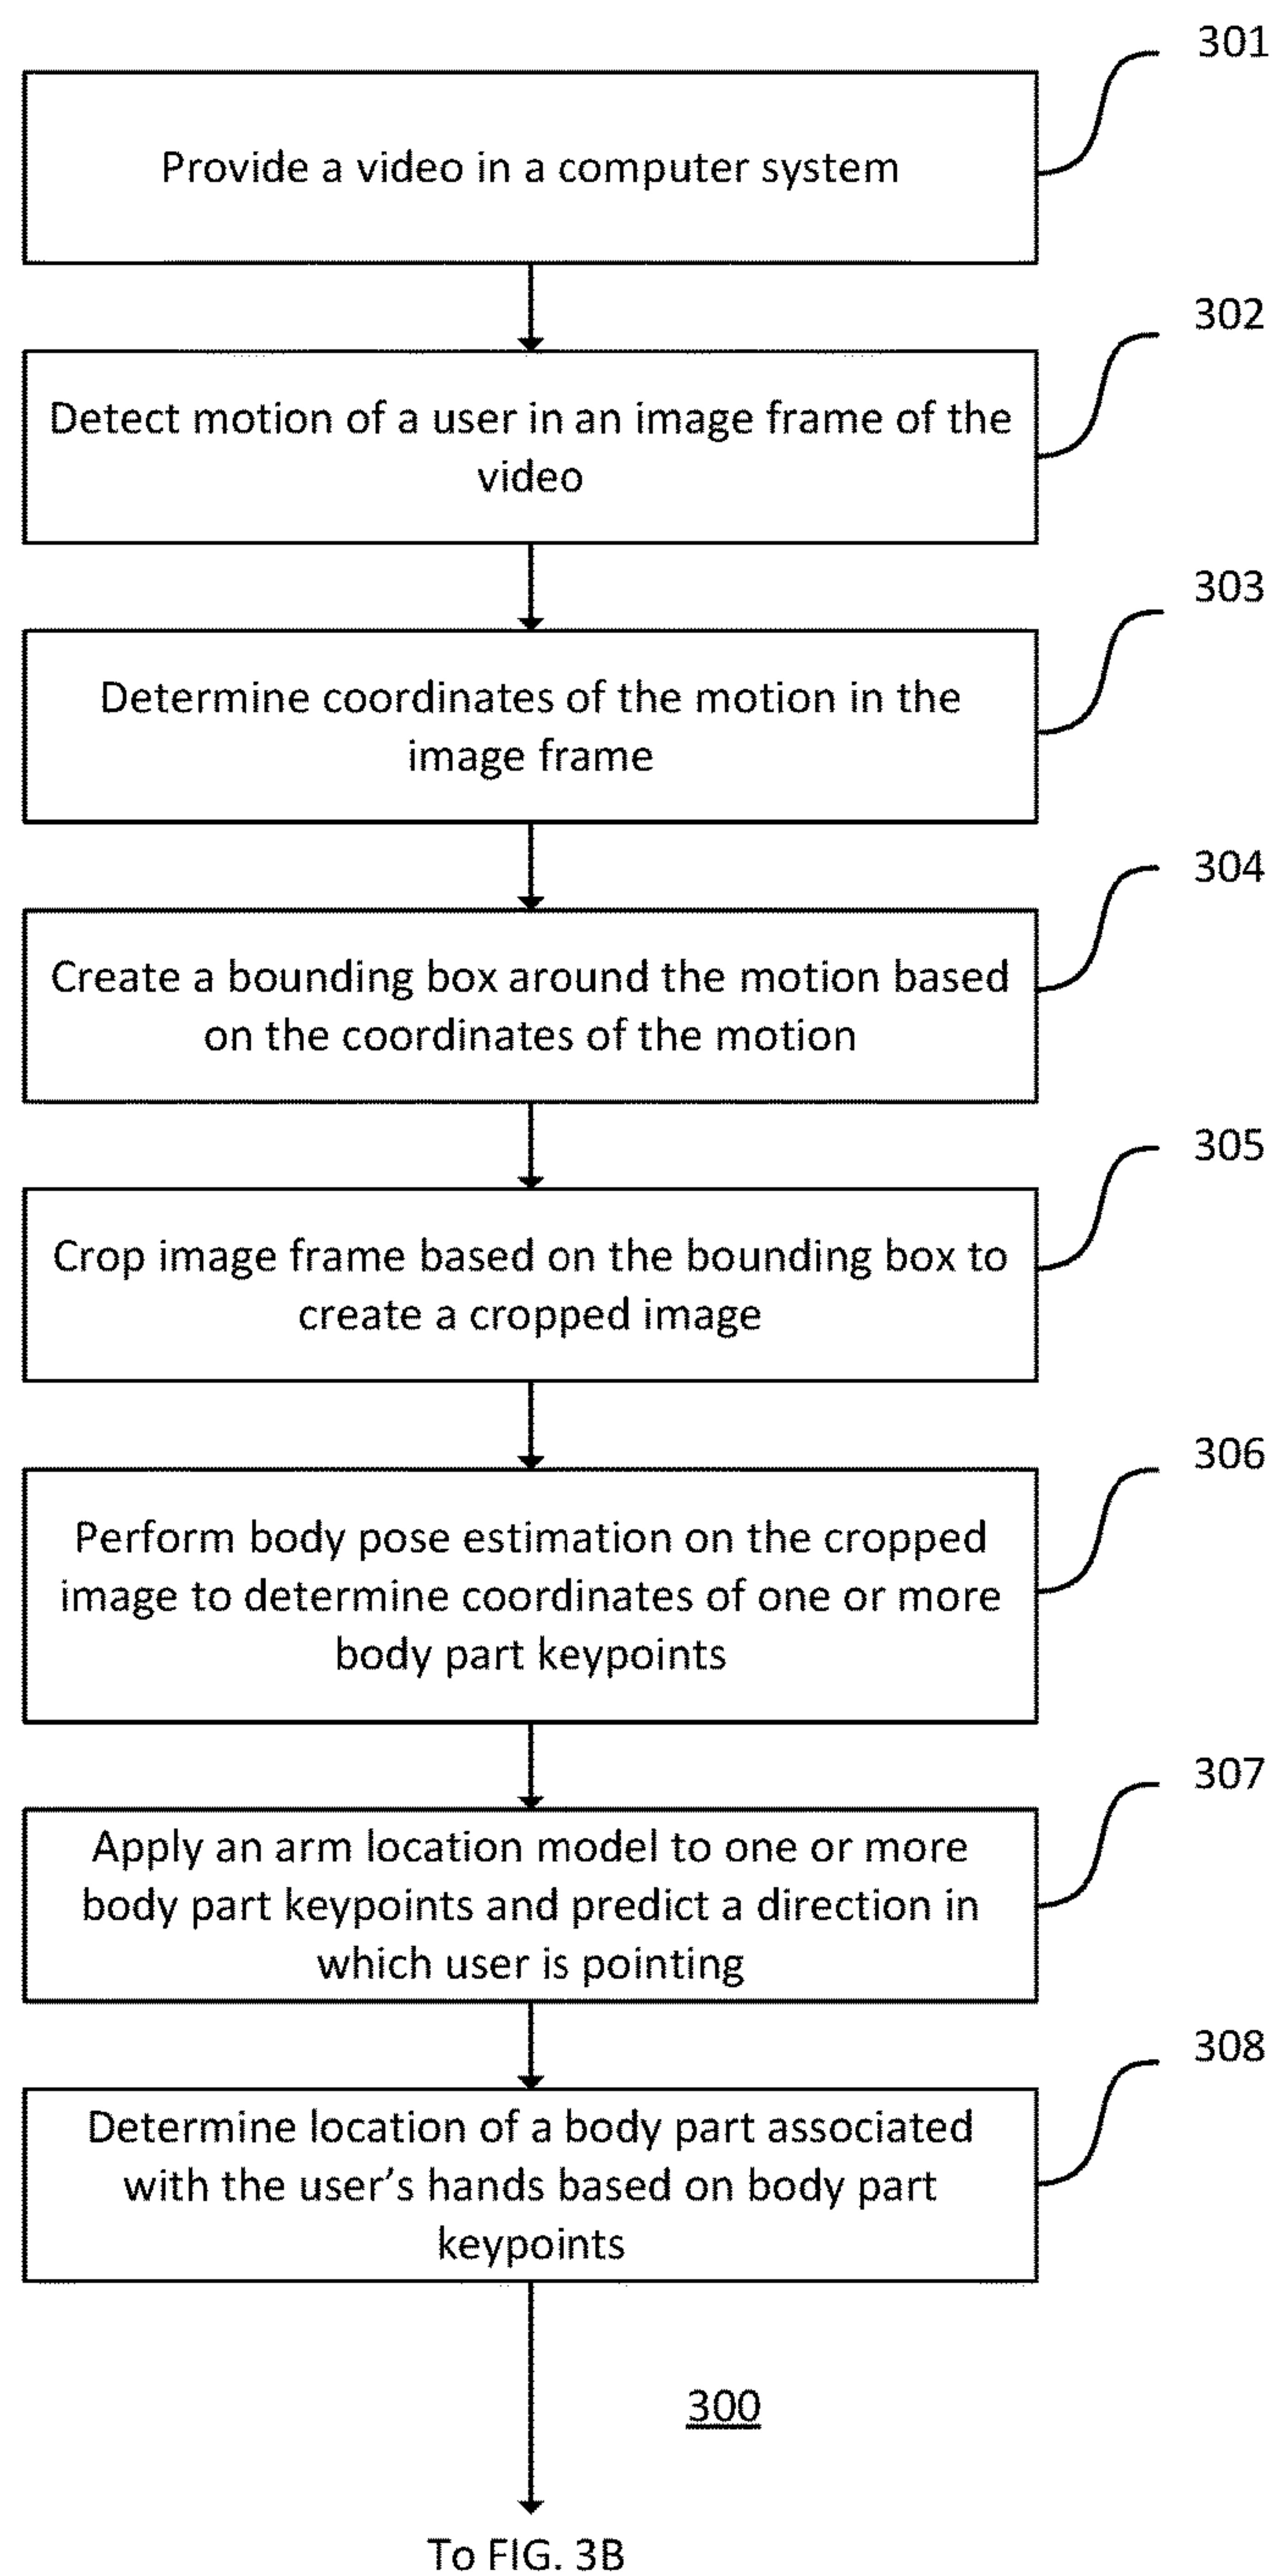 301
Provide a video in a computer system
302
Detect motion of a user in an image frame of the
video
303
Determine coordinates of the motion in the
image frame
304
Create a bounding box around the motion based
on the coordinates of the motion
305
Crop image frame based on the bounding box to
create a cropped image
306
Perform body pose estimation on the cropped
image to determine coordinates of one or more
body part keypoints
307
Apply an arm location model to one or more
body part keypoints and predict a direction in
which user is pointing
308
Determine location of a body part associated
with the user's hands based on body part
keypoints
300
To FIG. 3B